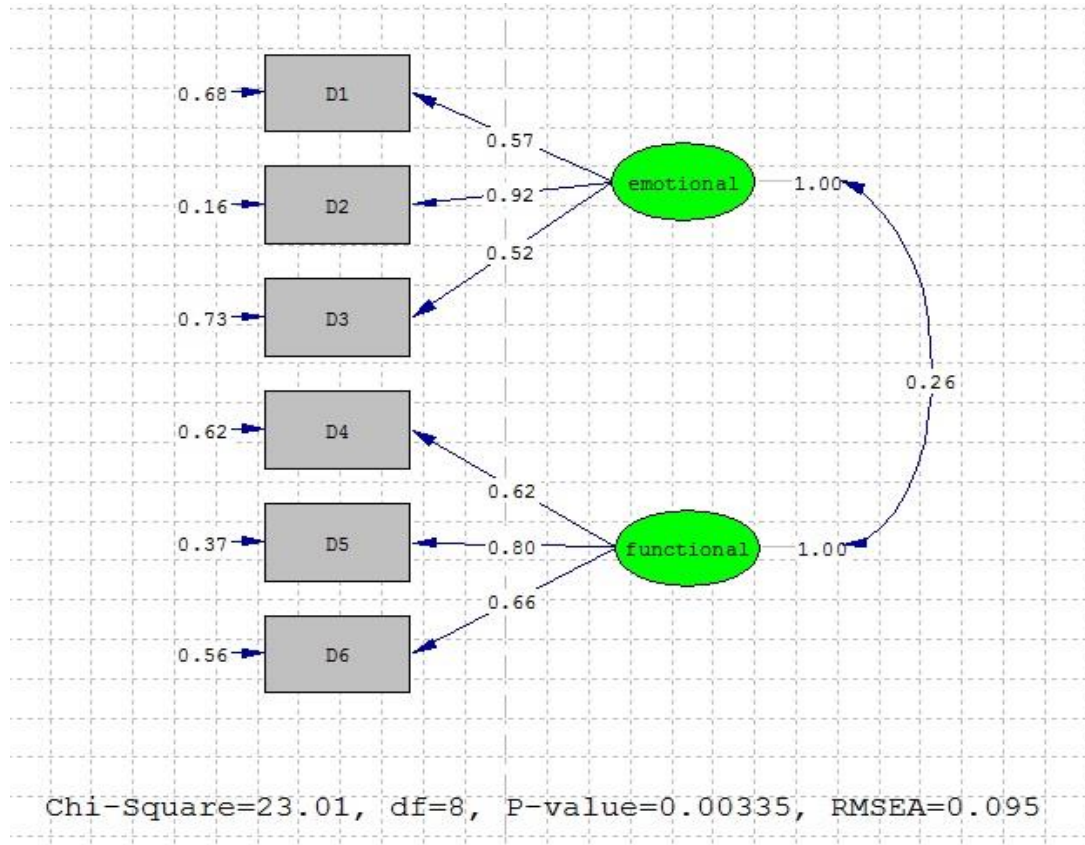 0.68 D1
0.57
emotional 1.00
0.92
0.16 D2
0.52
0.73 D3
0.26
0.62 D4
0.62
0.37 D5
0.80
functional 1.00
0.66
0.56 D6
Chi-Square=23.01, df=8, P-value=0.00335, RMSEA=0.095